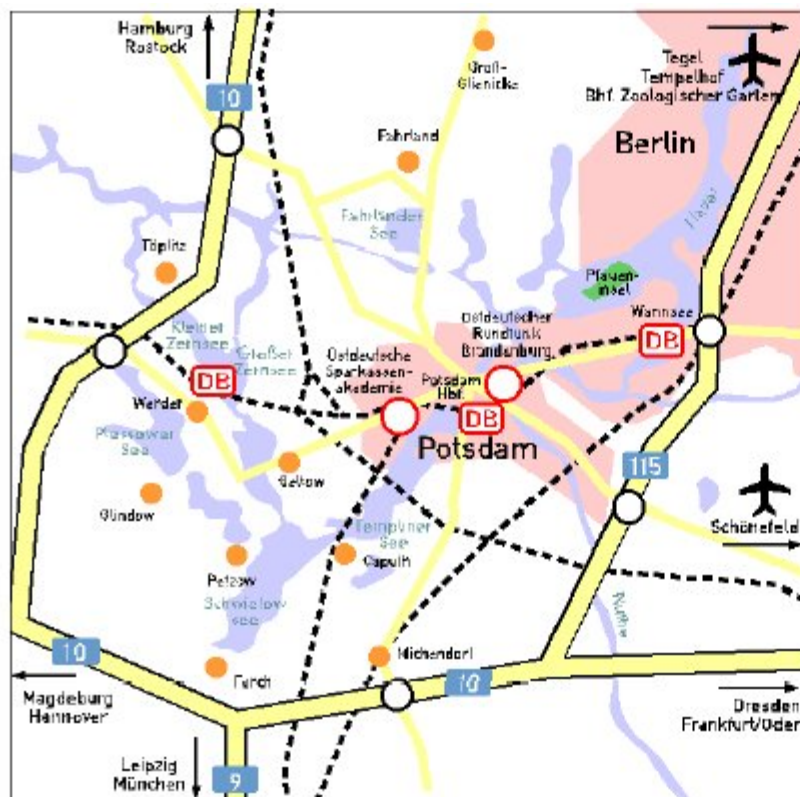 Hamburg
Rostock
10
Groß-
Glienicke
Tegel
Tempelhof
Bhf. Zoologischer Garten
Berlin
Fahrland
Havel
Fahrländer
See
Töplitz
Pfauen-
insel
Kleiner
Zernsee
Großer
Zernsee
Ostdeutsche
Sparkassen-
akademie
Ostdeutscher
Rundfunk
Brandenburg
Wannsee
DB
DB
Potsdam
Hbf.
DB
Werder
Plessower
See
Potsdam
Geltow
115
Glindow
Schönefeld
Templiner
See
Caputh
Petzow
Schwielow
see
Nuthe
10
Ferch
Michendorf
10
Magdeburg
Hannover
Dresden
Frankfurt/Oder
Leipzig
München
9